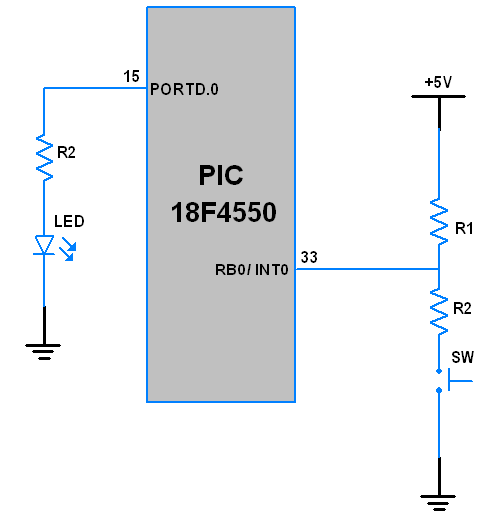 15
PORTD.0
+5V
R2
PIC
18F4550
LED
R1
33
RB0/ INT0
R2
SW